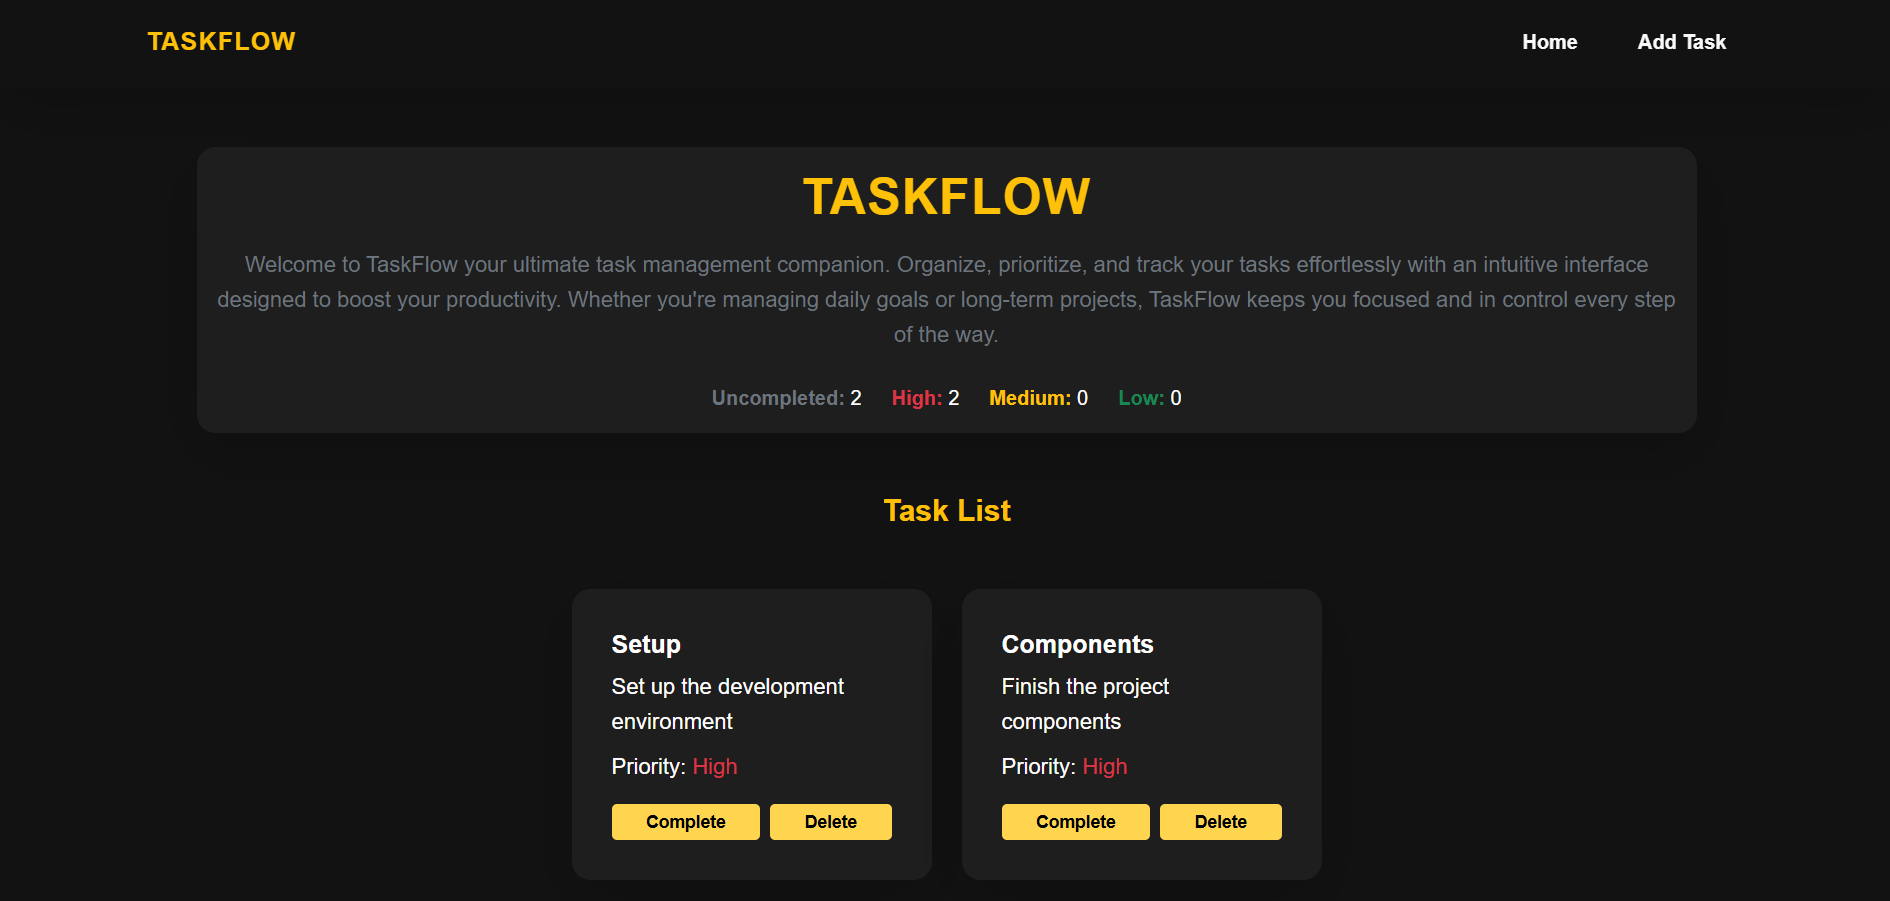 TASKFLOW
Home
Add Task
TASKFLOW
Welcome to TaskFlow your ultimate task management companion. Organize, prioritize, and track your tasks effortlessly with an intuitive interface
designed to boost your productivity. Whether you're managing daily goals or long-term projects, TaskFlow keeps you focused and in control every step
of the way.
Uncompleted: 2 High: 2 Medium: 0 Low: 0
Task List
Setup
Set up the development
environment
Priority: High
Complete Delete
Components
Finish the project
components
Priority: High
Complete Delete